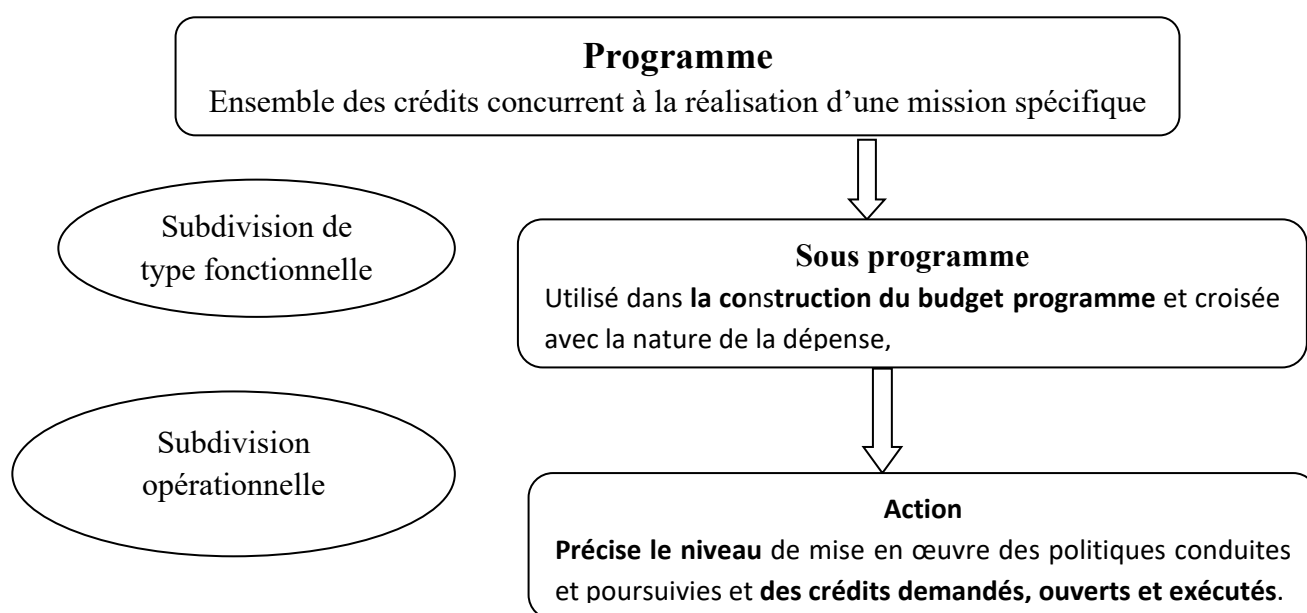 Programme
Ensemble des crédits concurrent à la réalisation d’une mission spécifique
Subdivision de
type fonctionnelle
Sous programme
Utilisé dans la construction du budget programme et croisée
avec la nature de la dépense,
Subdivision
opérationnelle
Action
Précise le niveau de mise en œuvre des politiques conduites
et poursuivies et des crédits demandés, ouverts et exécutés.